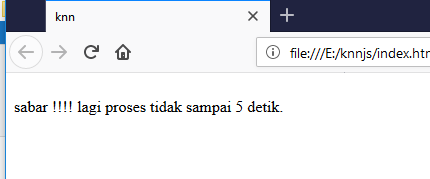 knn
file:///E:/knnjs/index.htm
sabar !!!! lagi proses tidak sampai 5 detik.